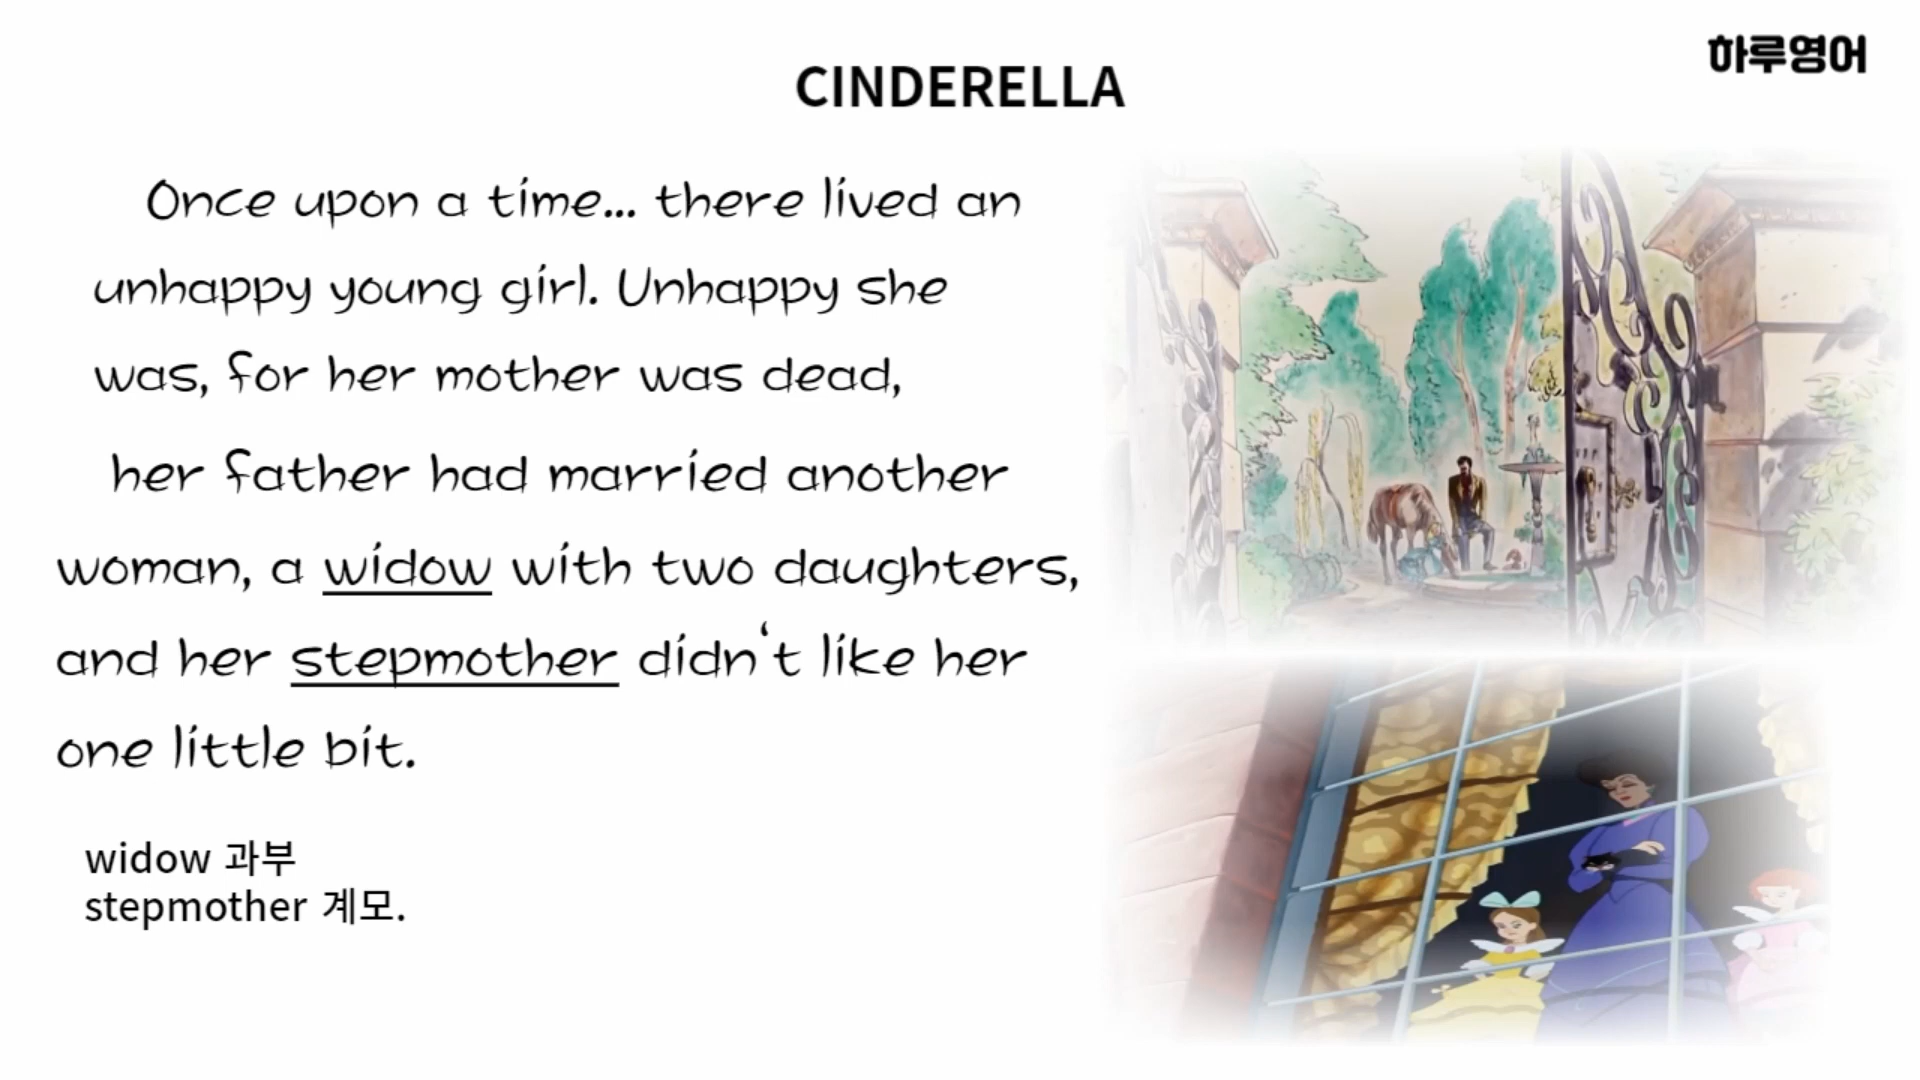 하루영어
CINDERELLA
Once upon a time... there lived an
unhappy young girl. Unhappy she
was, for her mother was dead,
her father had married another
woman, a widow with two daughters,
and her stepmother didn‘t like her
one little bit.
widow 과부
stepmother 계모.